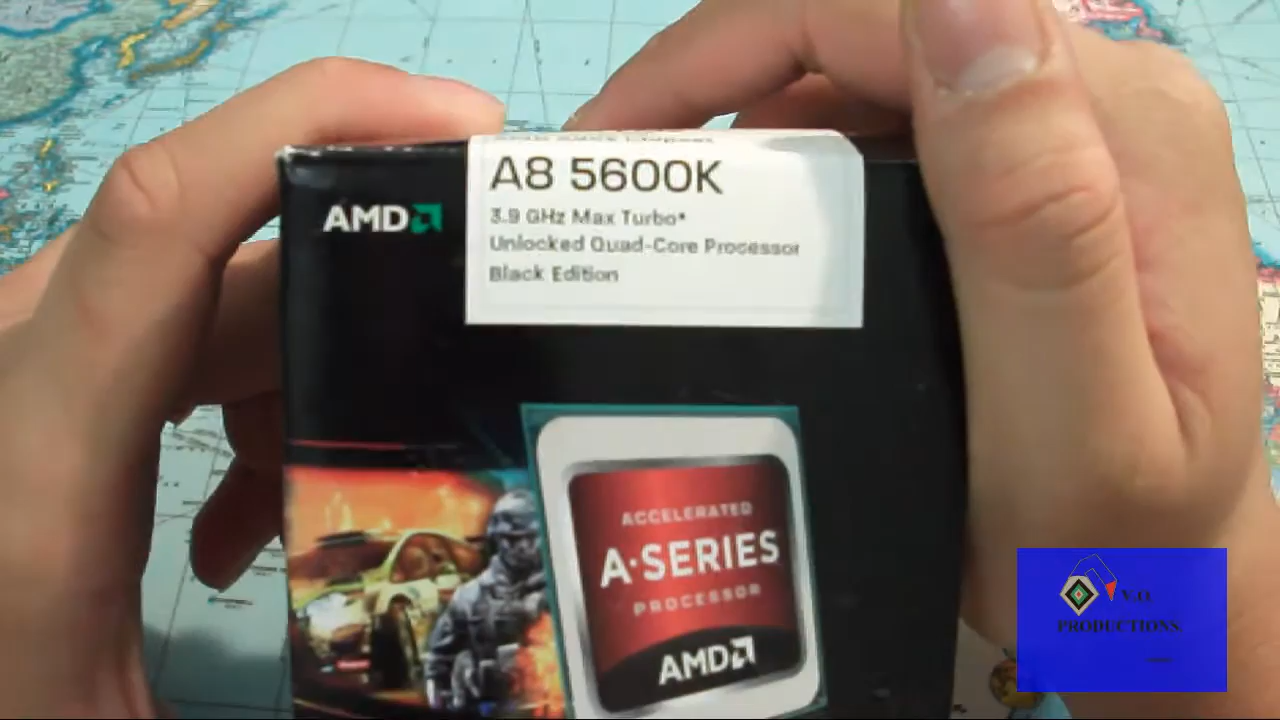 A8 5600K
3.9 GHz Max Turbo*
Unlocked Quad-Core Processor
Black Edition
AMD
ACCELERATED
A-SERIES
PROCESSOR
AMD
V.O
PRODUCTIONS.